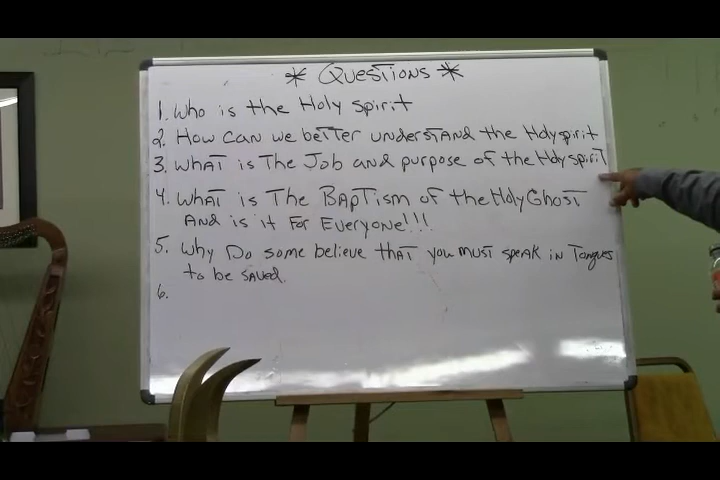 * Questions *
1. Who is the Holy Spirit
2. How can we better understand the Holy spirit
3. What is The Job and purpose of the Holy spirit
4. What is The Baptism of the Holy Ghost
And is it For Everyone!!!
5. Why Do some believe that you must speak in Tongues
to be saved.
6.